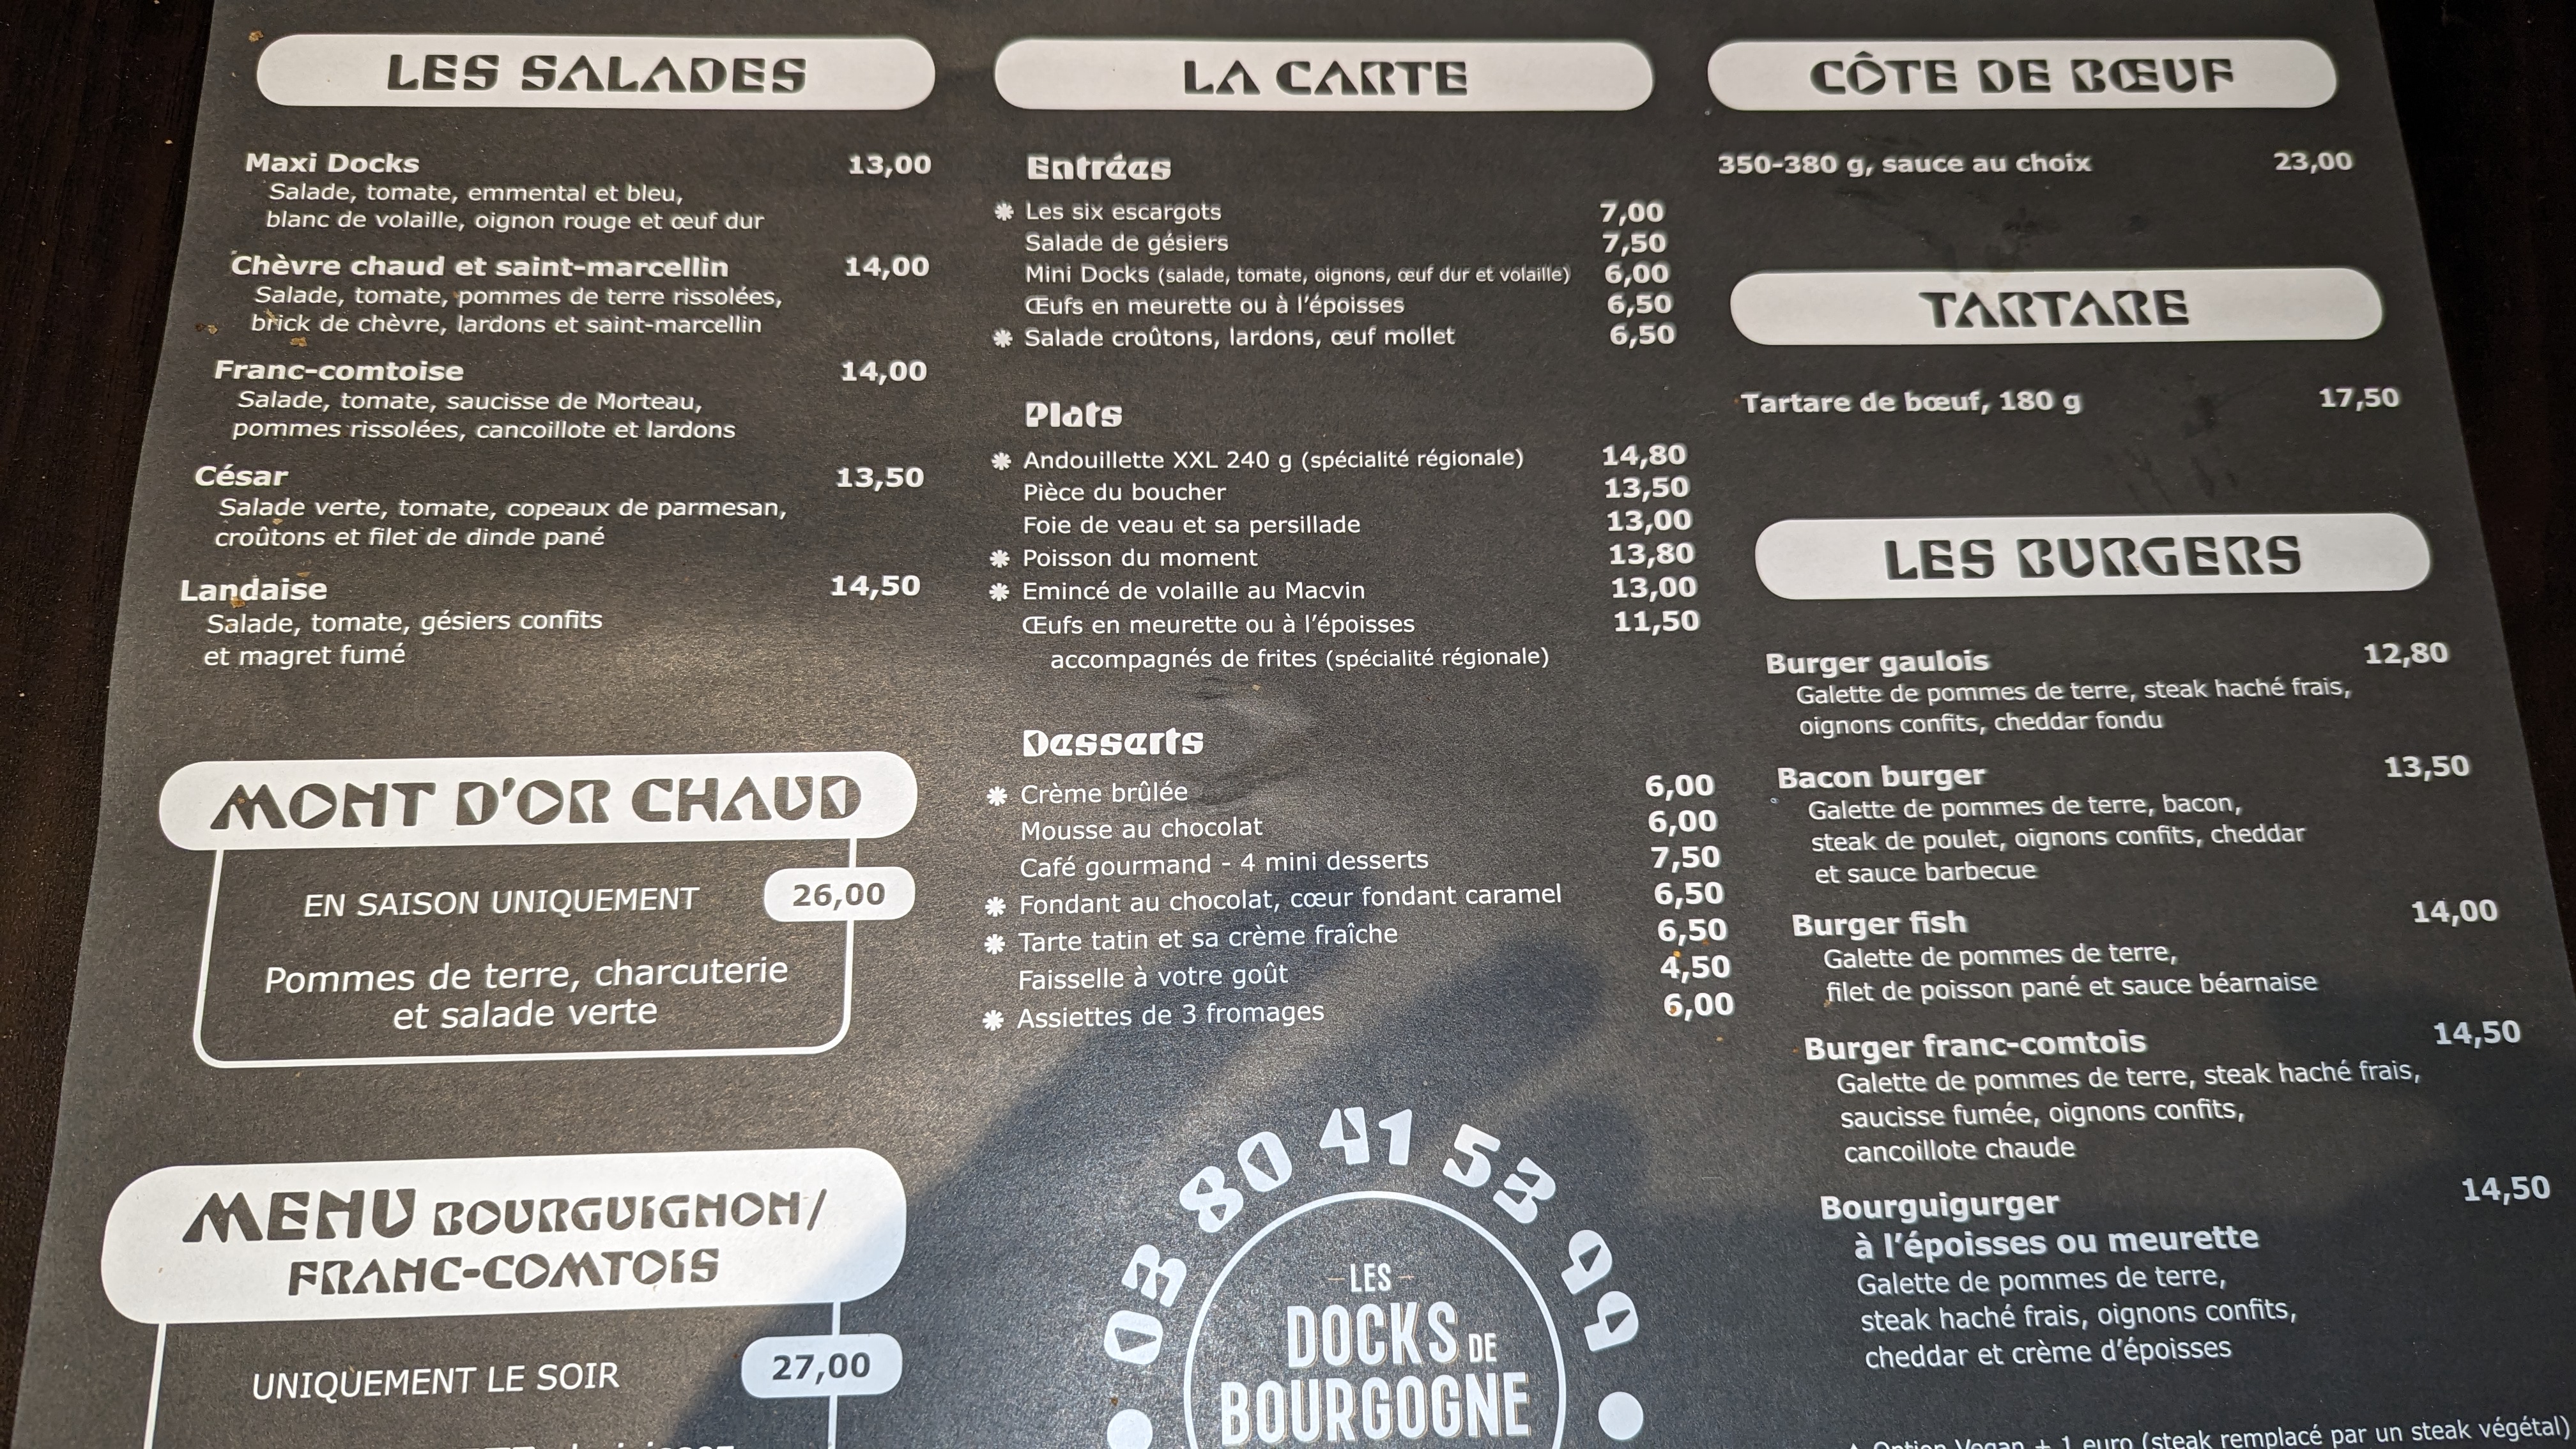 LES SALADES
Maxi Docks 13,00
Salade, tomate, emmental et bleu,
blanc de volaille, oignon rouge et œuf dur
Chèvre chaud et saint-marcellin 14,00
Salade, tomate, pommes de terre rissolées,
brick de chèvre, lardons et saint-marcellin
Franc-comtoise 14,00
Salade, tomate, saucisse de Morteau,
pommes rissolées, cancoillote et lardons
César 13,50
Salade verte, tomate, copeaux de parmesan,
croûtons et filet de dinde pané
Landaise 14,50
Salade, tomate, gésiers confits
et magret fumé
MONT D'OR CHAUD
EN SAISON UNIQUEMENT 26,00
Pommes de terre, charcuterie
et salade verte
MENU BOURGUIGNON/
FRANC-COMTOIS
UNIQUEMENT LE SOIR 27,00
LA CARTE
Entrées
Les six escargots 7,00
Salade de gésiers 7,50
Mini Docks (salade, tomate, oignons, œuf dur et volaille) 6,00
Œufs en meurette ou à l'époisses 6,50
Salade croûtons, lardons, œuf mollet 6,50
Plats
Andouillette XXL 240 g (spécialité régionale) 14,80
Pièce du boucher 13,50
Foie de veau et sa persillade 13,00
Poisson du moment 13,80
Emincé de volaille au Macvin 13,00
Œufs en meurette ou à l'époisses 11,50
accompagnés de frites (spécialité régionale)
Desserts
Crème brûlée 6,00
Mousse au chocolat 6,00
Café gourmand - 4 mini desserts 7,50
Fondant au chocolat, cœur fondant caramel 6,50
Tarte tatin et sa crème fraîche 6,50
Faisselle à votre goût 4,50
Assiettes de 3 fromages 6,00
03 80 41 53 99
LES
DOCKS DE
BOURGOGNE
CÔTE DE BŒUF
350-380 g, sauce au choix 23,00
TARTARE
Tartare de bœuf, 180 g 17,50
LES BURGERS
Burger gaulois 12,80
Galette de pommes de terre, steak haché frais,
oignons confits, cheddar fondu
Bacon burger 13,50
Galette de pommes de terre, bacon,
steak de poulet, oignons confits, cheddar
et sauce barbecue
Burger fish 14,00
Galette de pommes de terre,
filet de poisson pané et sauce béarnaise
Burger franc-comtois 14,50
Galette de pommes de terre, steak haché frais,
saucisse fumée, oignons confits,
cancoillote chaude
Bourguigurger 14,50
à l'époisses ou meurette
Galette de pommes de terre,
steak haché frais, oignons confits,
cheddar et crème d'époisses
Option Vegan + 1 euro (steak remplacé par un steak végétal)